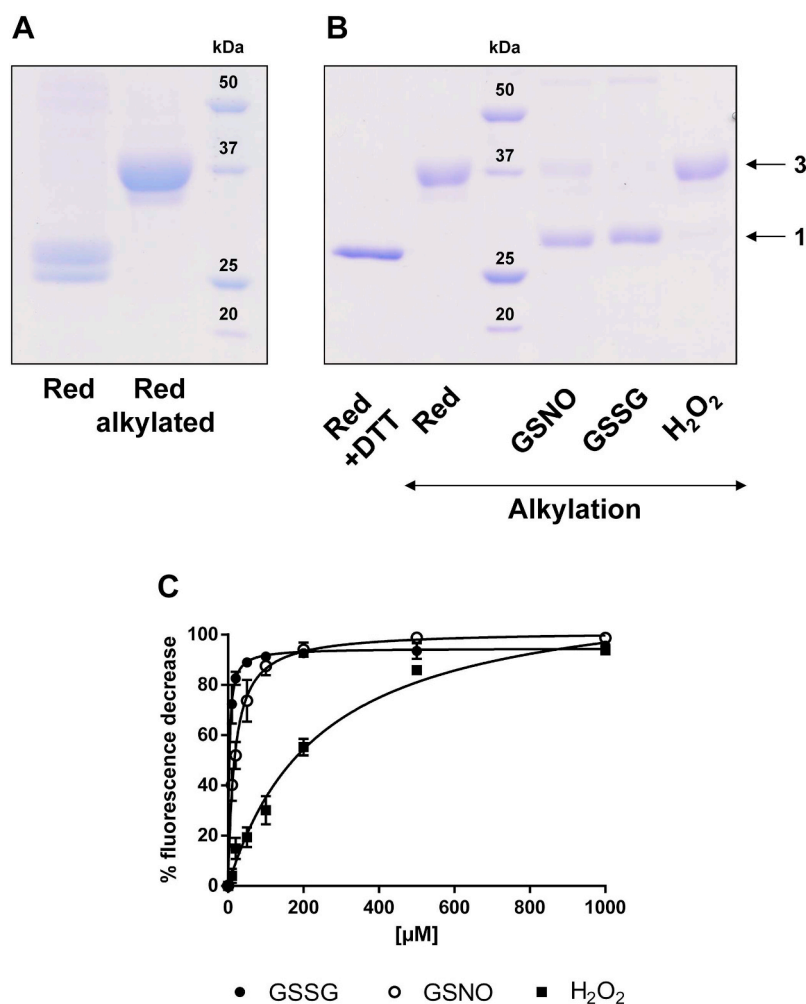 A
kDa
50
37
25
20
Red
Red
alkylated
B
kDa
50
37
25
20
3
1
Red
+DTT
Red
GSNO
GSSG
H₂O₂
Alkylation
C
% fluorescence decrease
100
80
60
40
20
0
0
200
400
600
800
1000
[µM]
GSSG
GSNO
H₂O₂